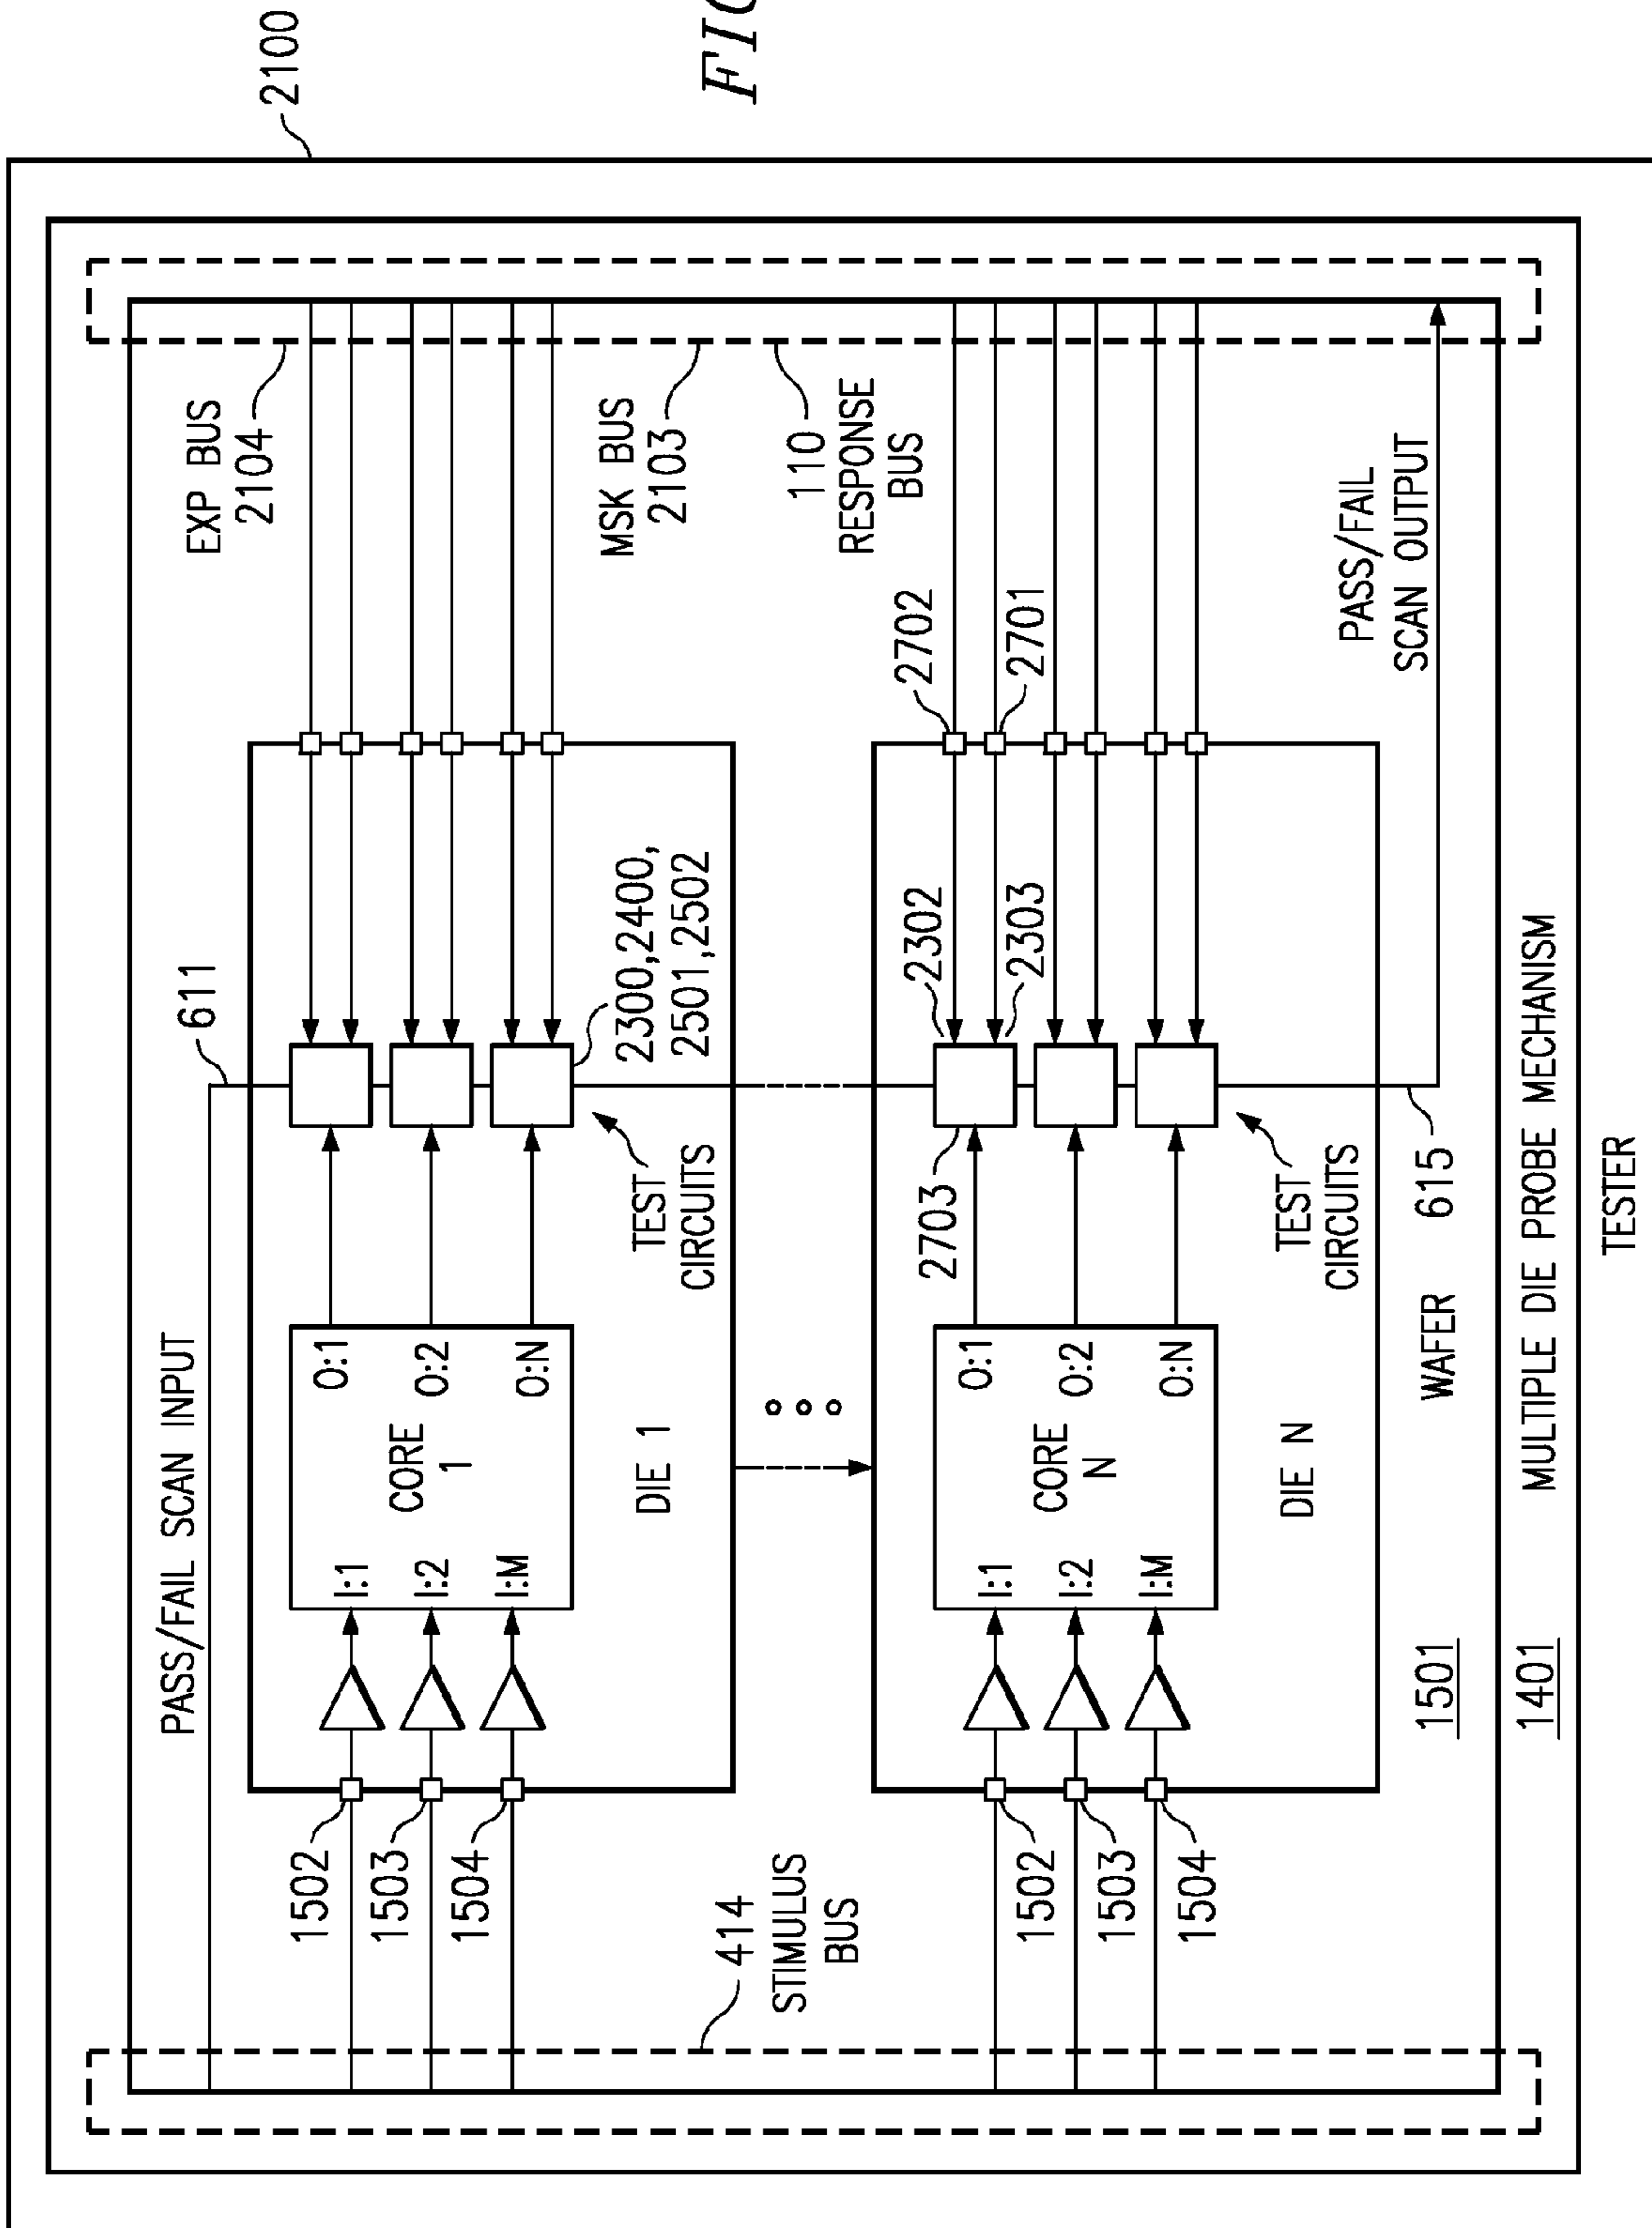 2100
FIG
PASS/FAIL SCAN INPUT
611
EXP BUS
2104
1502
1503
1504
I:1
I:2
I:M
CORE
1
O:1
O:2
O:N
DIE 1
TEST
CIRCUITS
2300,2400,
2501,2502
MSK BUS
2103
110
RESPONSE
BUS
414
STIMULUS
BUS
2702
2701
2302
2303
2703
1502
1503
1504
I:1
I:2
I:M
CORE
N
O:1
O:2
O:N
DIE N
TEST
CIRCUITS
PASS/FAIL
SCAN OUTPUT
1501
WAFER
615
1401
MULTIPLE DIE PROBE MECHANISM
TESTER